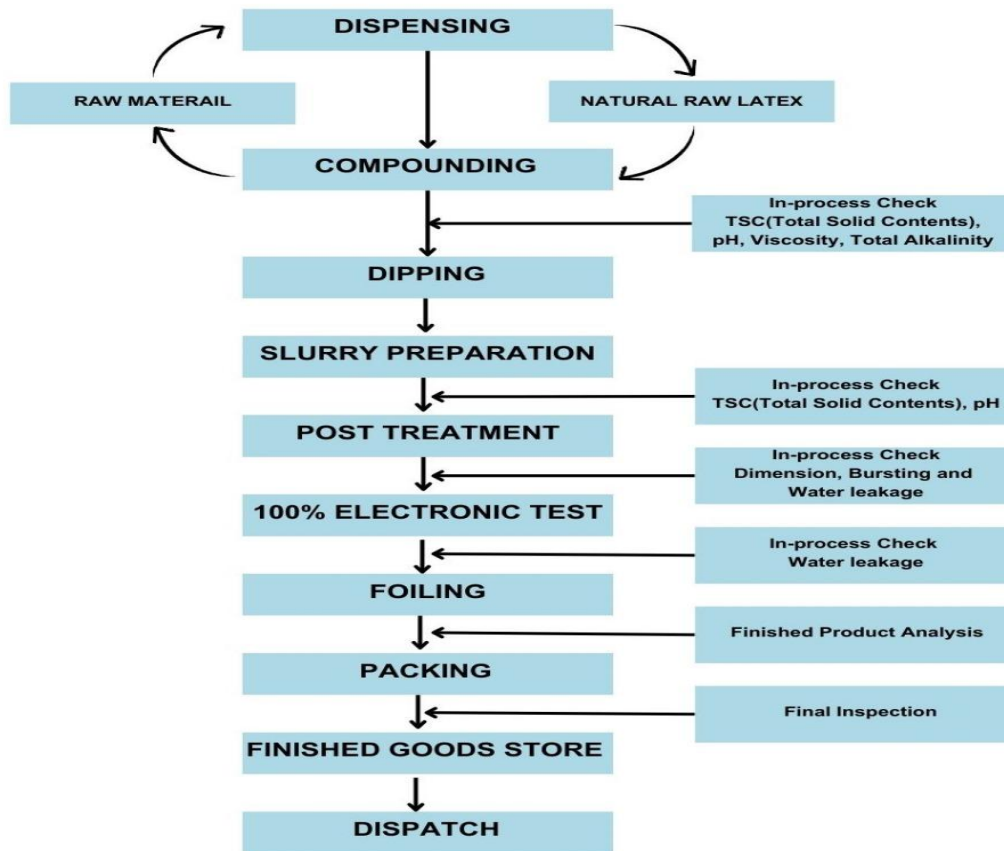 DISPENSING
RAW MATERAIL
NATURAL RAW LATEX
COMPOUNDING
In-process Check
TSC(Total Solid Contents),
pH, Viscosity, Total Alkalinity
DIPPING
SLURRY PREPARATION
In-process Check
TSC(Total Solid Contents), pH
POST TREATMENT
In-process Check
Dimension, Bursting and
Water leakage
100% ELECTRONIC TEST
In-process Check
Water leakage
FOILING
Finished Product Analysis
PACKING
Final Inspection
FINISHED GOODS STORE
DISPATCH